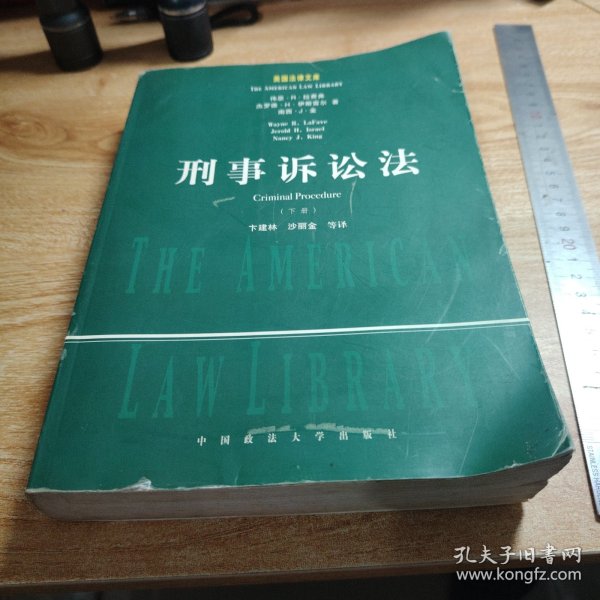 美国法律文库
THE AMERICAN LAW LIBRARY
伟恩·R·拉费弗
杰罗德·H·伊斯雷尔 著
南西·J·金
Wayne R. LaFave
Jerold H. Israel
Nancy J. King
刑事诉讼法
Criminal Procedure
(下册)
卞建林 沙丽金 等译
THE AMERICAN
LAW LIBRARY
中国政法大学出版社
孔夫子旧书网
www.kongfz.com